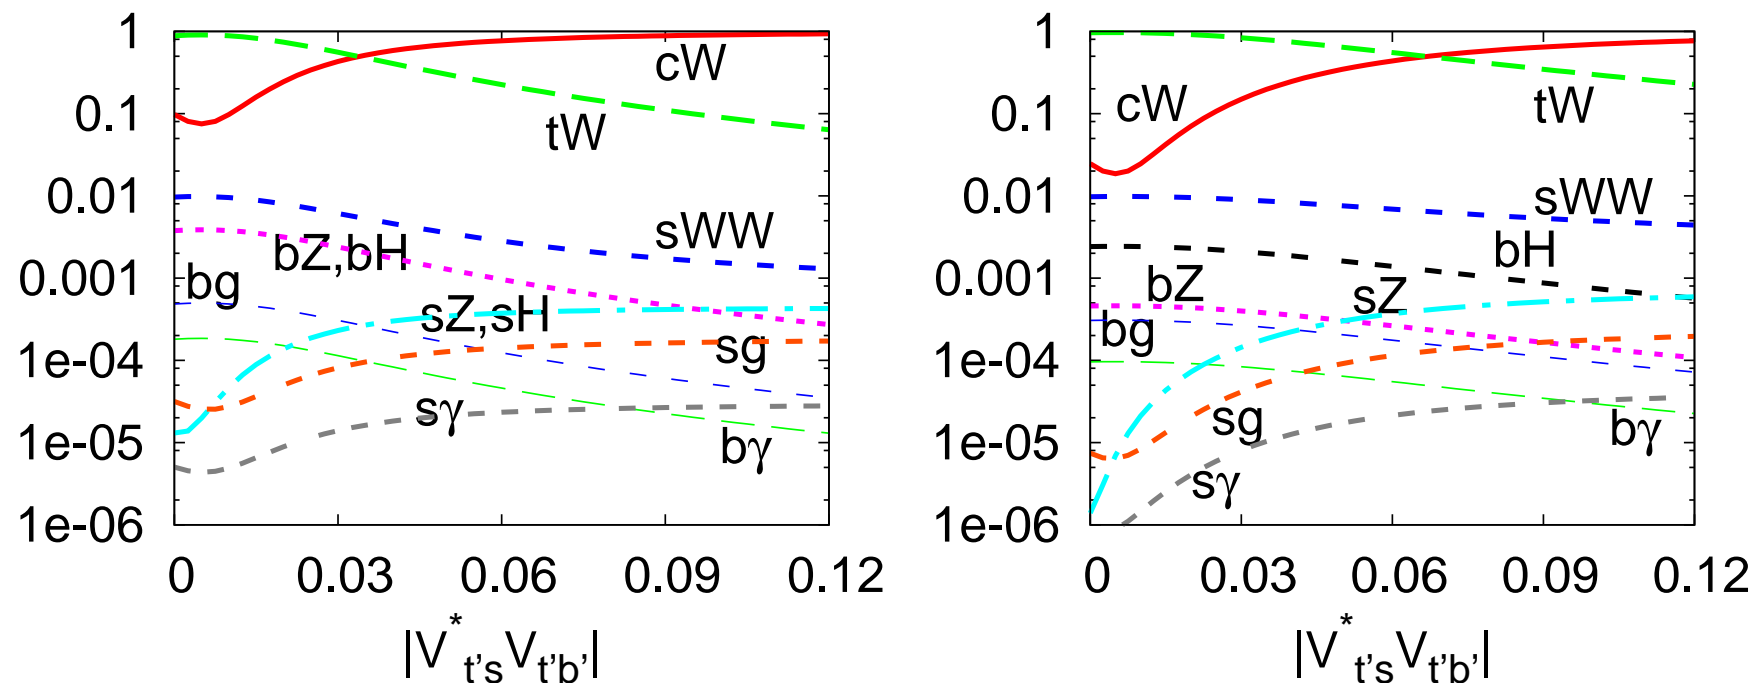 1
0.1
0.01
0.001
1e-04
1e-05
1e-06
cW
tW
sWW
bZ,bH
bg
sZ,sH
sg
sγ
bγ
0 0.03 0.06 0.09 0.12
|V*t's Vt'b'|
1
0.1
0.01
0.001
1e-04
1e-05
1e-06
cW
tW
sWW
bH
bZ
sZ
bg
sg
bγ
sγ
0 0.03 0.06 0.09 0.12
|V*t's Vt'b'|